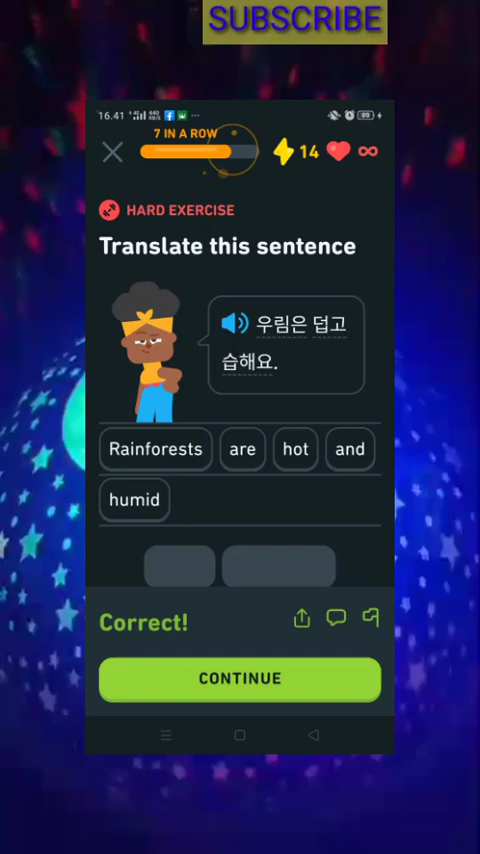 SUBSCRIBE
16.41
7 IN A ROW
14
HARD EXERCISE
Translate this sentence
우림은 덥고
습해요.
Rainforests are hot and
humid
Correct!
CONTINUE